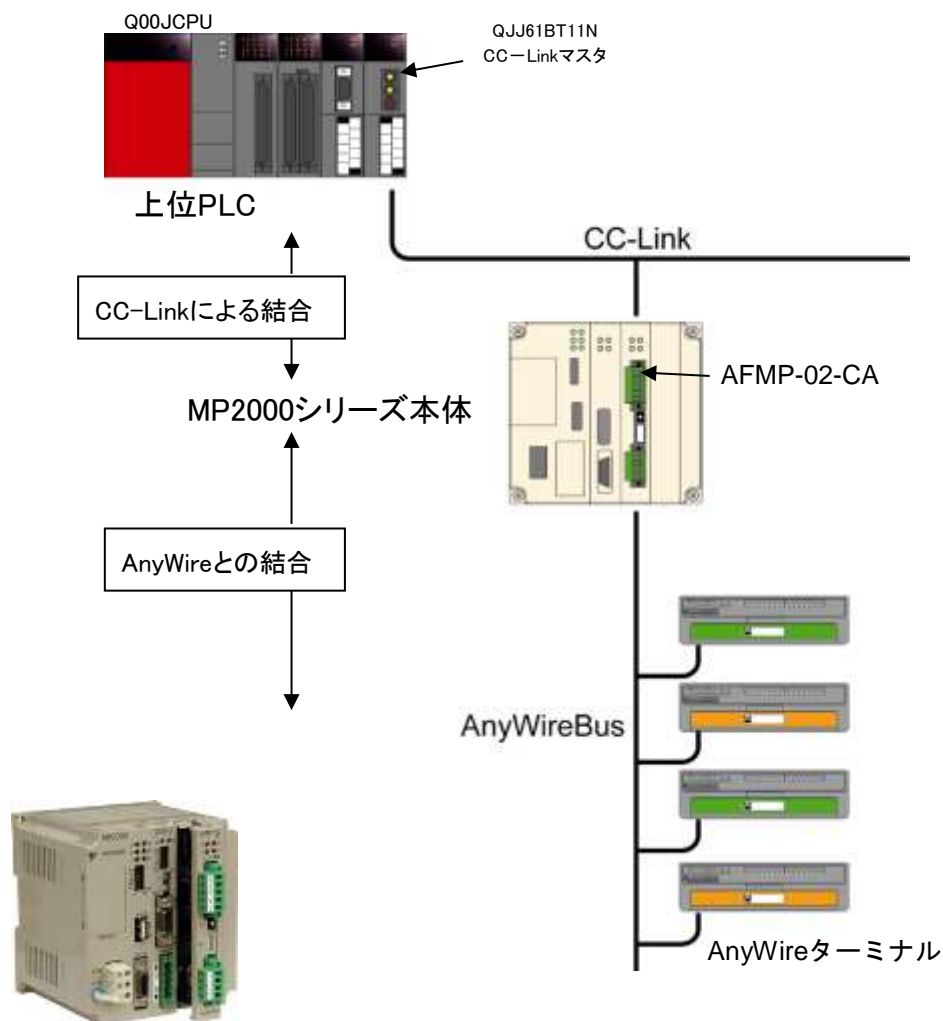 Q00JCPU
QJJ61BT11N
CC－Linkマスタ
上位PLC
CC-Link
CC-Linkによる結合
AFMP-02-CA
MP2000シリーズ本体
AnyWireとの結合
AnyWireBus
AnyWireターミナル